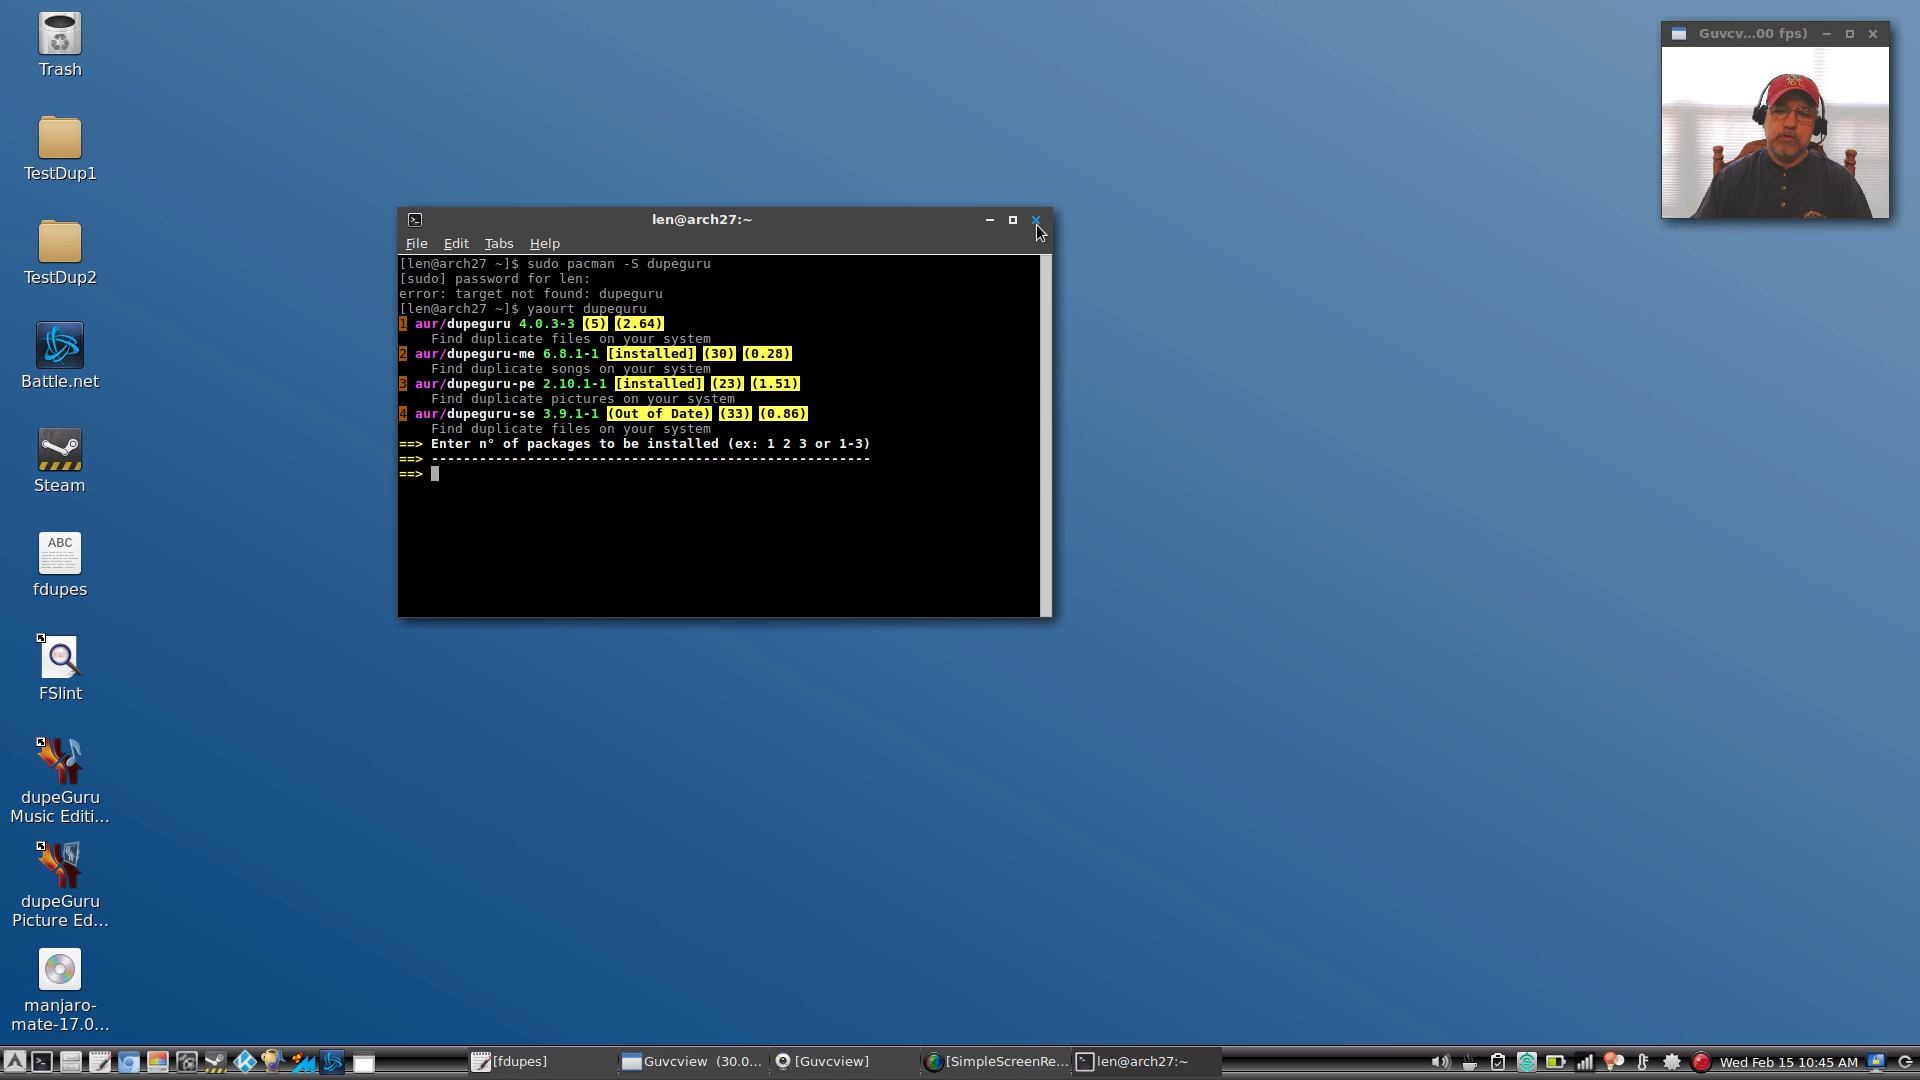 Trash
TestDup1
TestDup2
Battle.net
Steam
ABC
fdupes
FSlint
dupeGuru
Music Editi...
dupeGuru
Picture Ed...
manjaro-
mate-17.0...
Guvcv...00 fps)
len@arch27:~
File Edit Tabs Help
[len@arch27 ~]$ sudo pacman -S dupeguru
[sudo] password for len:
error: target not found: dupeguru
[len@arch27 ~]$ yaourt dupeguru
1 aur/dupeguru 4.0.3-3 (5) (2.64)
Find duplicate files on your system
2 aur/dupeguru-me 6.8.1-1 [installed] (30) (0.28)
Find duplicate songs on your system
3 aur/dupeguru-pe 2.10.1-1 [installed] (23) (1.51)
Find duplicate pictures on your system
4 aur/dupeguru-se 3.9.1-1 (Out of Date) (33) (0.86)
Find duplicate files on your system
==> Enter n° of packages to be installed (ex: 1 2 3 or 1-3)
==> -------------------------------------------------------
==>
[fdupes]
Guvcview (30.0...
[Guvcview]
[SimpleScreenRe...
len@arch27:~
Wed Feb 15 10:45 AM